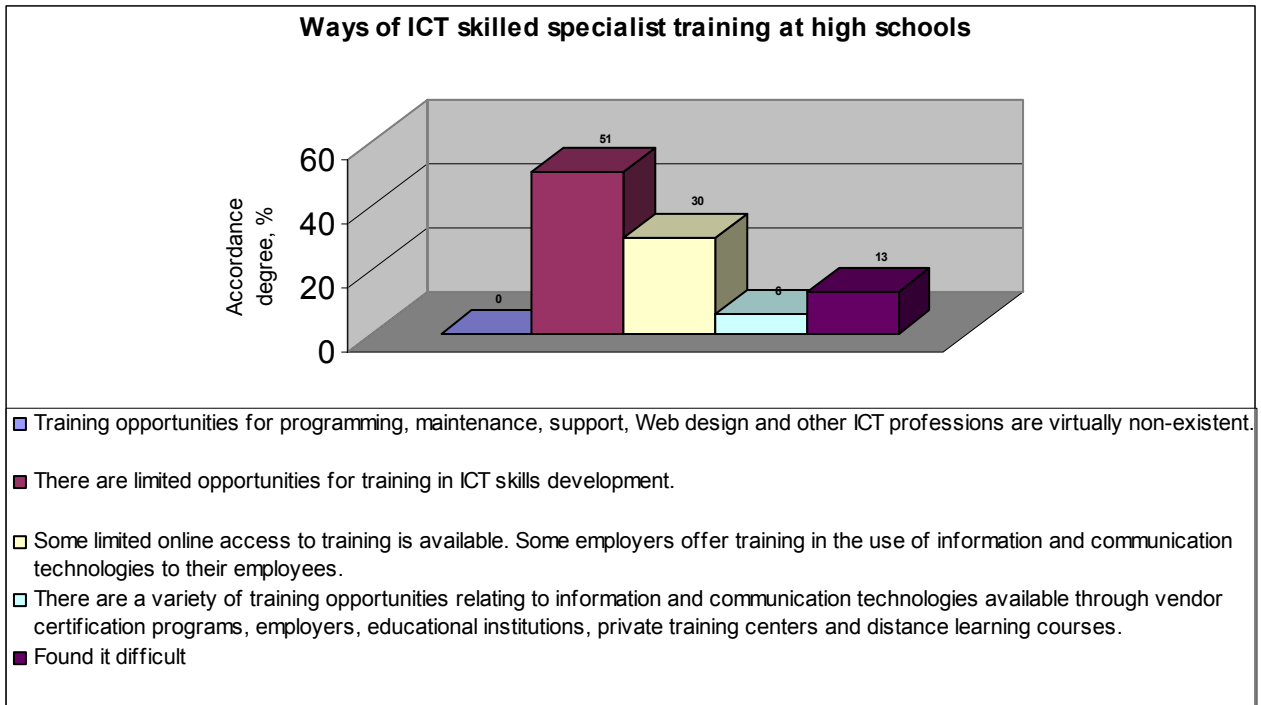 Ways of ICT skilled specialist training at high schools
51
60
30
40
Accordance
degree, %
13
20
6
0
0
Training opportunities for programming, maintenance, support, Web design and other ICT professions are virtually non-existent.
There are limited opportunities for training in ICT skills development.
Some limited online access to training is available. Some employers offer training in the use of information and communication
technologies to their employees.
There are a variety of training opportunities relating to information and communication technologies available through vendor
certification programs, employers, educational institutions, private training centers and distance learning courses.
Found it difficult